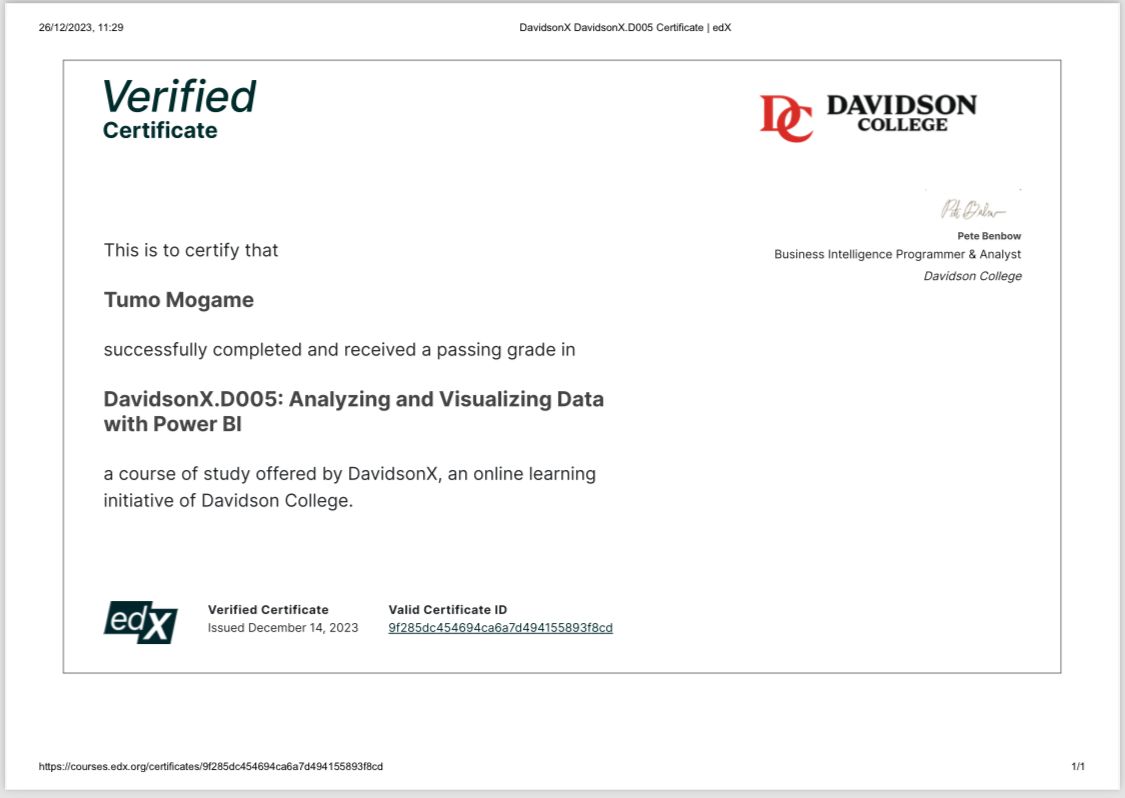 26/12/2023, 11:29
DavidsonX DavidsonX.D005 Certificate | edX
Verified
Certificate
DC DAVIDSON
COLLEGE
Pete Benbow
Business Intelligence Programmer & Analyst
Davidson College
This is to certify that
Tumo Mogame
successfully completed and received a passing grade in
DavidsonX.D005: Analyzing and Visualizing Data
with Power BI
a course of study offered by DavidsonX, an online learning
initiative of Davidson College.
edX
Verified Certificate
Issued December 14, 2023
Valid Certificate ID
9f285dc454694ca6a7d494155893f8cd
https://courses.edx.org/certificates/9f285dc454694ca6a7d494155893f8cd
1/1